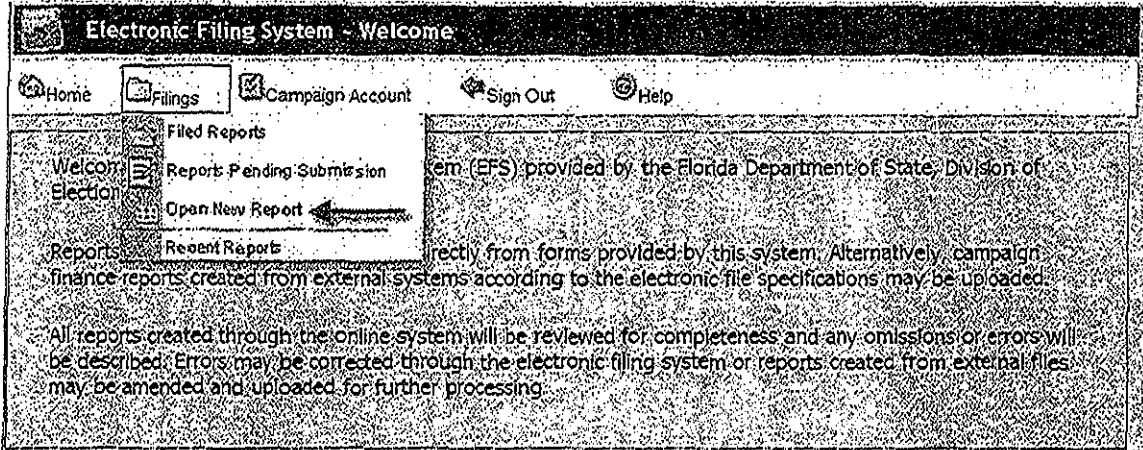 Electronic Filing System ~ Welcome
Home Filings Campaign Account Sign Out Help
Filed Reports
Reports Pending Submission
Open New Report
Recent Reports
Welcom em (EFS) provided by the Florida Department of State, Division of
Election
Reports rectly from forms provided by this system. Alternatively, campaign
finance reports created from external systems according to the electronic file specifications may be uploaded.
All reports created through the online system will be reviewed for completeness and any omissions or errors will
be described. Errors may be corrected through the electronic filing system or reports created from external files
may be amended and uploaded for further processing.